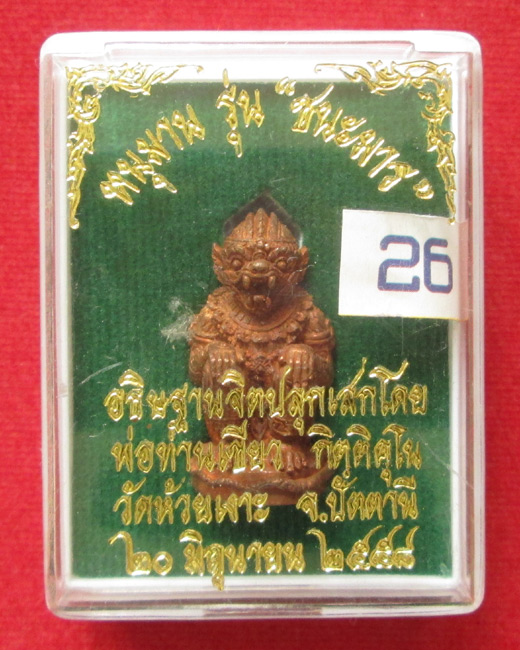 หนุมาน รุ่น "ชนะมาร"
26
อธิษฐานจิตปลุกเสกโดย
พ่อท่านเขียว กิตติคุโน
วัดห้วยเงาะ จ.ปัตตานี
๒๐ มิถุนายน ๒๕๕๘